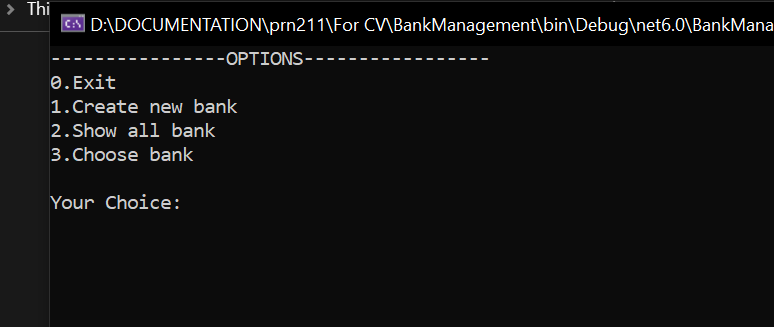 Thi
D:\DOCUMENTATION\prn211\For CV\BankManagement\bin\Debug\net6.0\BankMana
----------------OPTIONS-----------------
0.Exit
1.Create new bank
2.Show all bank
3.Choose bank
Your Choice: